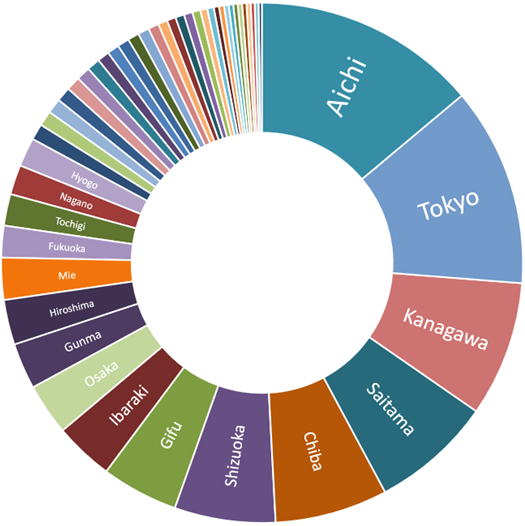 Aichi
Tokyo
Kanagawa
Saitama
Chiba
Shizuoka
Gifu
Ibaraki
Osaka
Gunma
Hiroshima
Mie
Fukuoka
Tochigi
Nagano
Hyogo